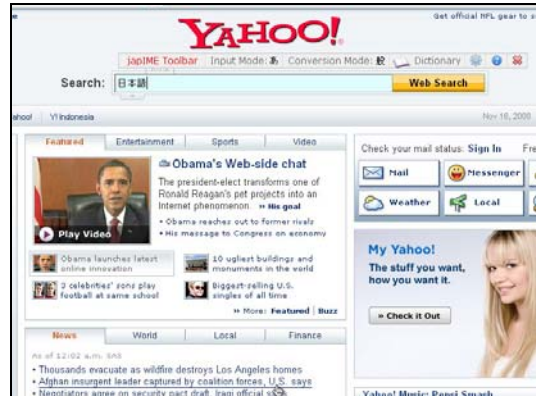 Get official NFL gear to
YAHOO!
japIME Toolbar Input Mode: あ Conversion Mode: 般 Dictionary
Search: 日本語 Web Search
Y! Indonesia
Nov 16, 2008
Featured Entertainment Sports Video
Obama's Web-side chat
The president-elect transforms one of
Ronald Reagan's pet projects into an
Internet phenomenon. » His goal
• Obama reaches out to former rivals
• His message to Congress on economy
Play Video
Obama launches latest
online innovation
10 ugliest buildings and
monuments in the world
3 celebrities' sons play
football at same school
Biggest-selling U.S.
singles of all time
» More: Featured | Buzz
News World Local Finance
As of 12:02 a.m. SAS
• Thousands evacuate as wildfire destroys Los Angeles homes
• Afghan insurgent leader captured by coalition forces, U.S. says
• Negotiators agree on security pact draft, Iraqi official
Check your mail status: Sign In
Mail Messenger
Weather Local
My Yahoo!
The stuff you want,
how you want it.
» Check it Out
Yahoo! Music: Pepsi Smash